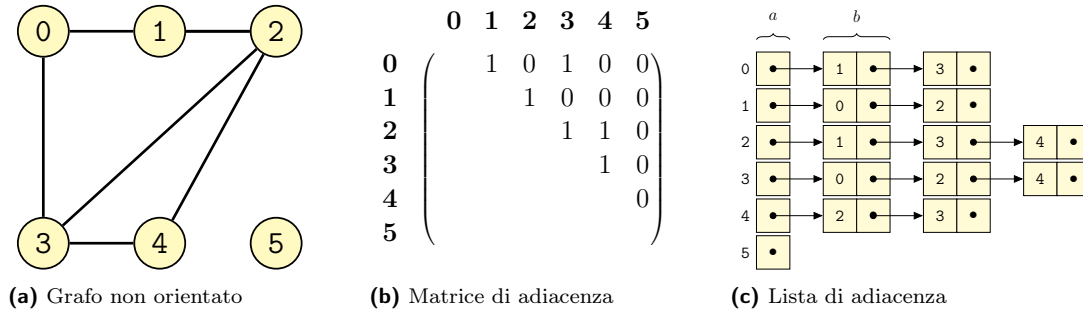 0 1 2
3 4 5
(a) Grafo non orientato
0 1 2 3 4 5
0 1 0 1 0 0
1 1 0 0 0
2 1 1 0
3 1 0
4 0
5
(b) Matrice di adiacenza
a b
0 1 3
1 0 2
2 1 3 4
3 0 2 4
4 2 3
5
(c) Lista di adiacenza